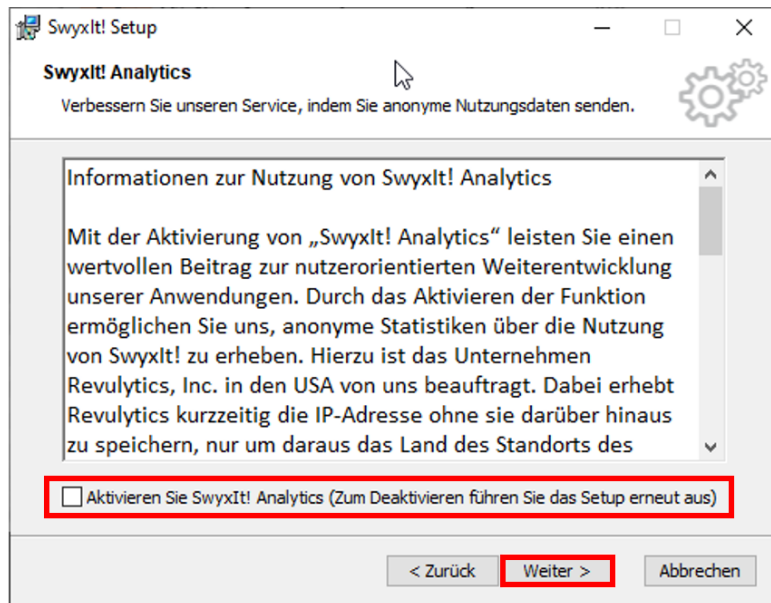 SwyxIt! Setup
SwyxIt! Analytics
Verbessern Sie unseren Service, indem Sie anonyme Nutzungsdaten senden.
Informationen zur Nutzung von SwyxIt! Analytics
Mit der Aktivierung von „SwyxIt! Analytics“ leisten Sie einen
wertvollen Beitrag zur nutzerorientierten Weiterentwicklung
unserer Anwendungen. Durch das Aktivieren der Funktion
ermöglichen Sie uns, anonyme Statistiken über die Nutzung
von SwyxIt! zu erheben. Hierzu ist das Unternehmen
Revulytics, Inc. in den USA von uns beauftragt. Dabei erhebt
Revulytics kurzzeitig die IP-Adresse ohne sie darüber hinaus
zu speichern, nur um daraus das Land des Standorts des
Aktivieren Sie SwyxIt! Analytics (Zum Deaktivieren führen Sie das Setup erneut aus)
< Zurück
Weiter >
Abbrechen